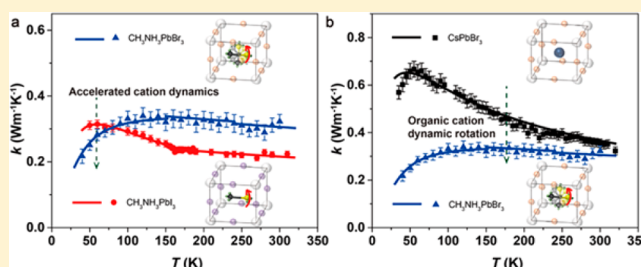 a
b
k (Wm⁻¹K⁻¹)
0.6
0.4
0.2
0.0
CH₃NH₃PbBr₃
Accelerated cation dynamics
CH₃NH₃PbI₃
0 50 100 150 200 250 300 350
T (K)
k (Wm⁻¹K⁻¹)
0.8
0.6
0.4
0.2
0.0
CsPbBr₃
Organic cation
dynamic rotation
CH₃NH₃PbBr₃
0 50 100 150 200 250 300 350
T (K)